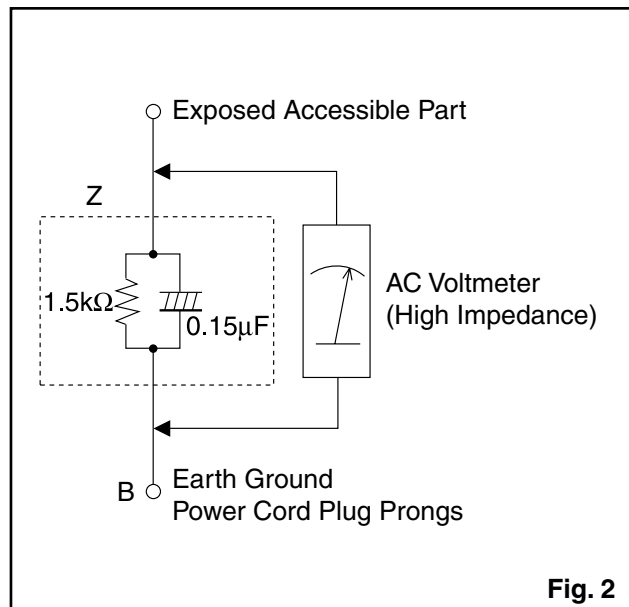 Exposed Accessible Part
Z
1.5kΩ
0.15μF
AC Voltmeter
(High Impedance)
B
Earth Ground
Power Cord Plug Prongs
Fig. 2